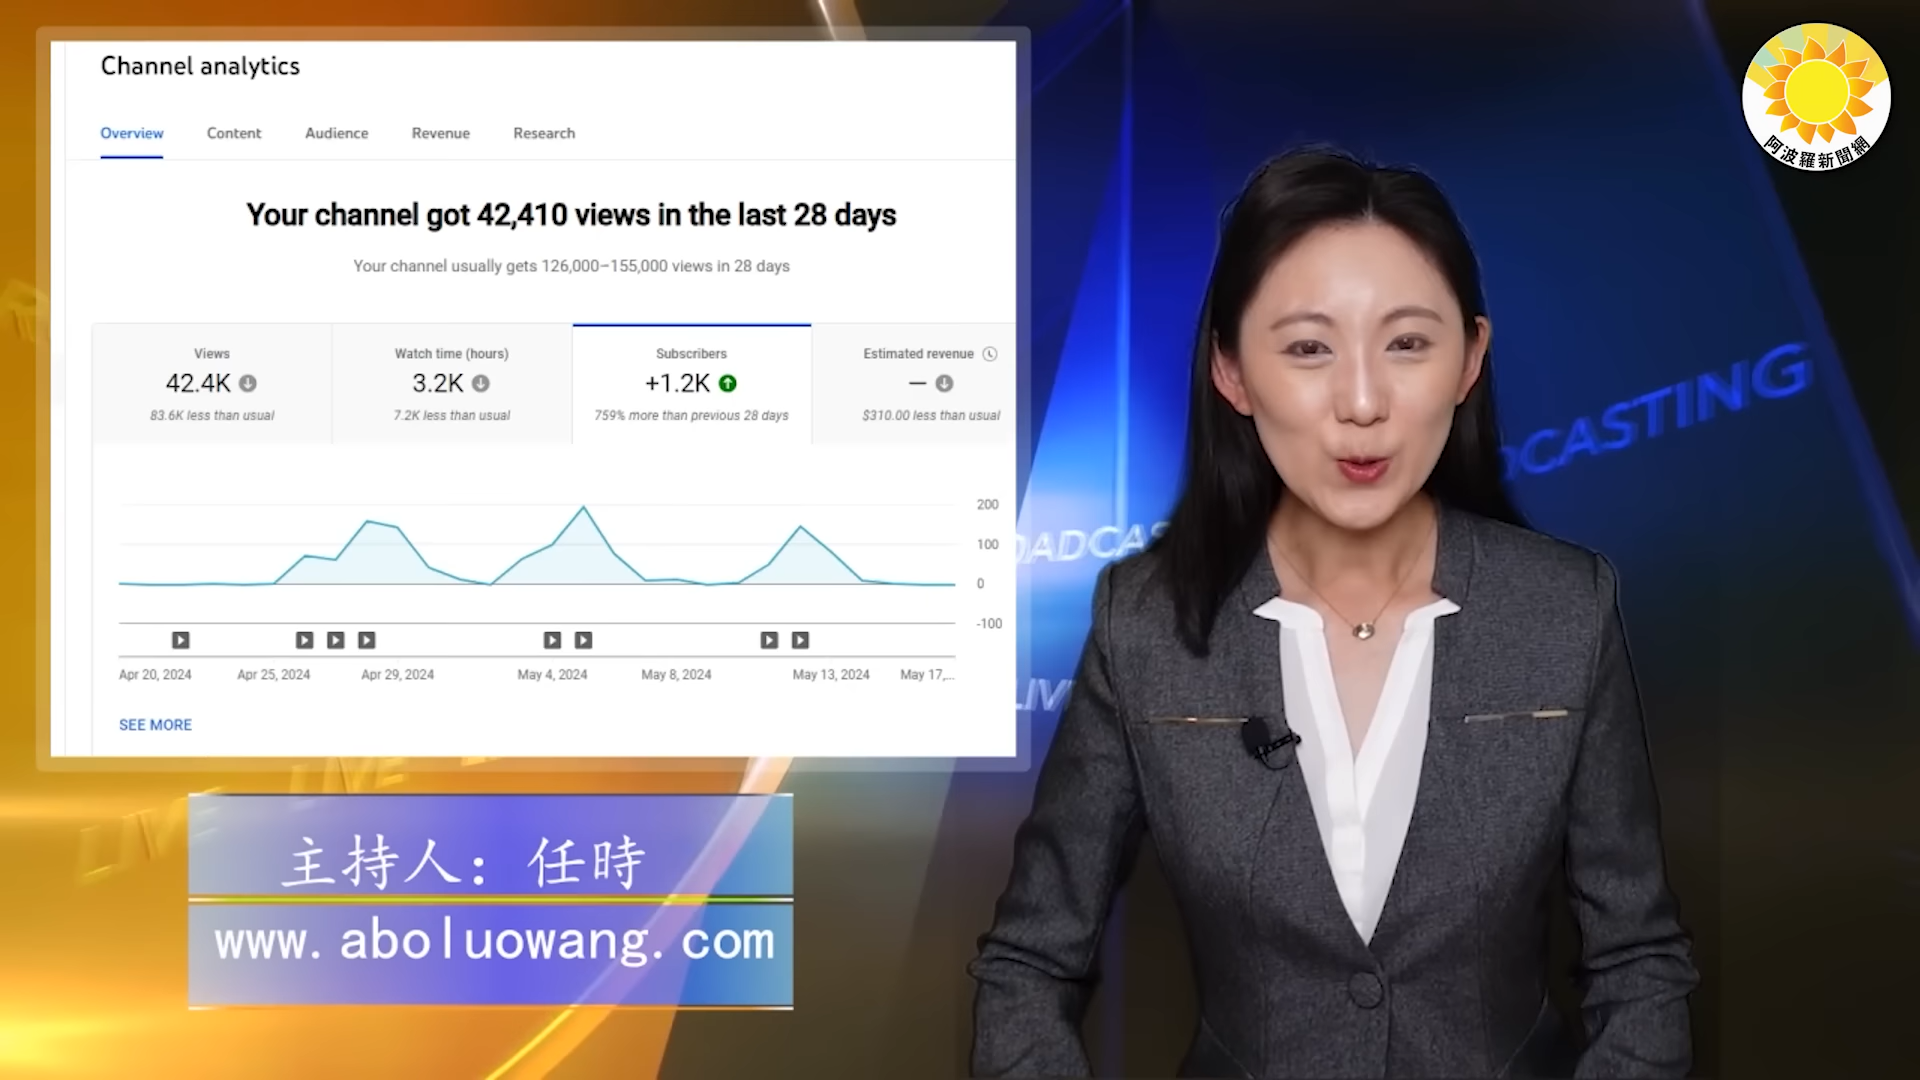 Channel analytics
Overview Content Audience Revenue Research
Your channel got 42,410 views in the last 28 days
Your channel usually gets 126,000–155,000 views in 28 days
Views
42.4K
83.6K less than usual
Watch time (hours)
3.2K
7.2K less than usual
Subscribers
+1.2K
759% more than previous 28 days
Estimated revenue
—
$310.00 less than usual
200
100
0
-100
Apr 20, 2024 Apr 25, 2024 Apr 29, 2024 May 4, 2024 May 8, 2024 May 13, 2024 May 17,...
SEE MORE
阿波羅新聞網
DCASTING
OADCAS
LIV
LIVE LIVE
主持人：任時
www.aboluowang.com